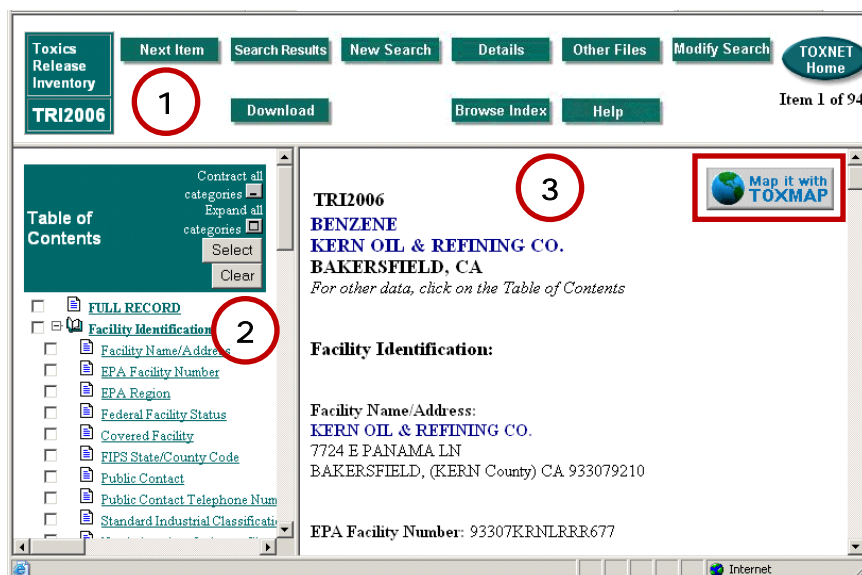 Toxics
Release
Inventory
TRI2006
Next Item
Search Results
New Search
Details
Other Files
Modify Search
TOXNET
Home
1
Download
Browse Index
Help
Item 1 of 94
Table of
Contents
Contract all
categories
Expand all
categories
Select
Clear
FULL RECORD
Facility Identification
2
Facility Name/Address
EPA Facility Number
EPA Region
Federal Facility Status
Covered Facility
FIPS State/County Code
Public Contact
Public Contact Telephone Num
Standard Industrial Classificati
3
Map it with
TOXMAP
TRI2006
BENZENE
KERN OIL & REFINING CO.
BAKERSFIELD, CA
For other data, click on the Table of Contents
Facility Identification:
Facility Name/Address:
KERN OIL & REFINING CO.
7724 E PANAMA LN
BAKERSFIELD, (KERN County) CA 933079210
EPA Facility Number: 93307KRNLRRR677
Internet